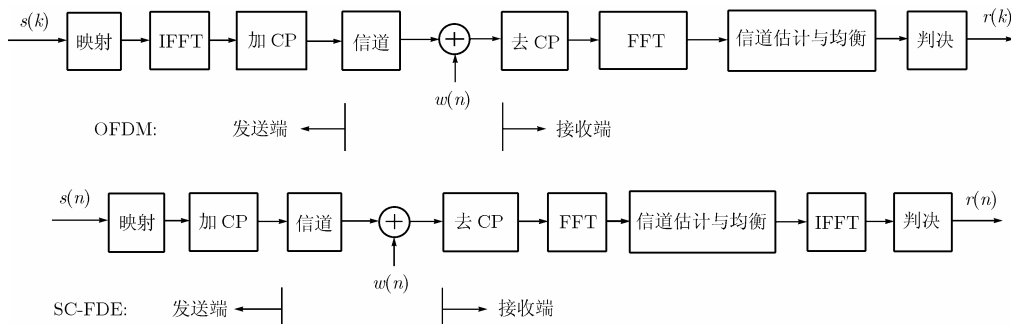 s(k) 映射 IFFT 加 CP 信道 + 去 CP FFT 信道估计与均衡 判决 r(k)
w(n)
OFDM: 发送端 接收端
s(n) 映射 加 CP 信道 + 去 CP FFT 信道估计与均衡 IFFT 判决 r(n)
w(n)
SC-FDE: 发送端 接收端